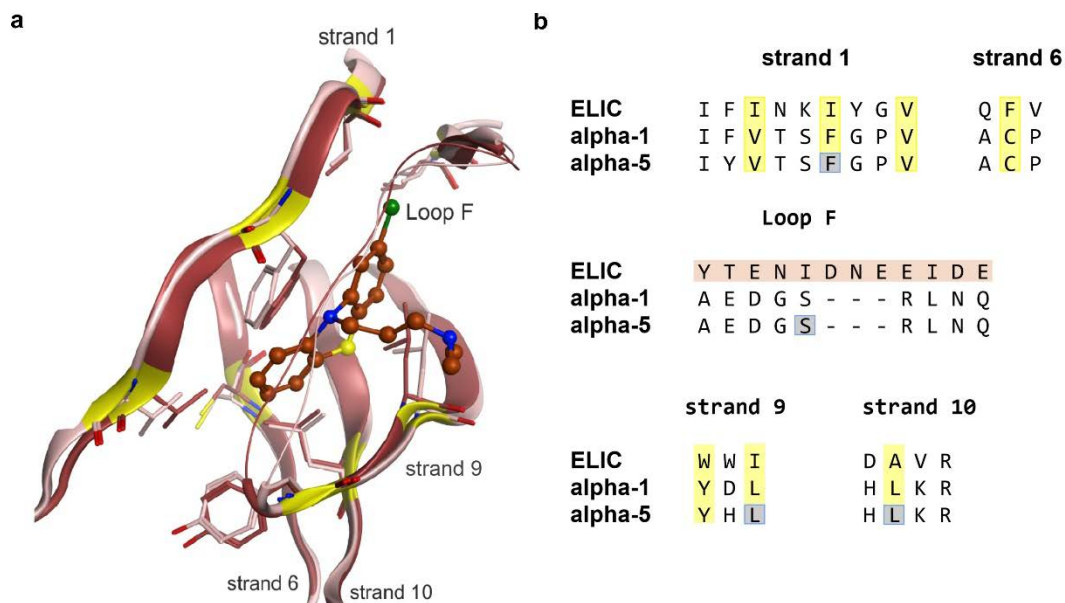 a
strand 1
Loop F
strand 9
strand 6
strand 10
b
strand 1 strand 6
ELIC I F I N K I Y G V Q F V
alpha-1 I F V T S F G P V A C P
alpha-5 I Y V T S F G P V A C P
Loop F
ELIC Y T E N I D N E E I D E
alpha-1 A E D G S - - - R L N Q
alpha-5 A E D G S - - - R L N Q
strand 9 strand 10
ELIC W W I D A V R
alpha-1 Y D L H L K R
alpha-5 Y H L H L K R